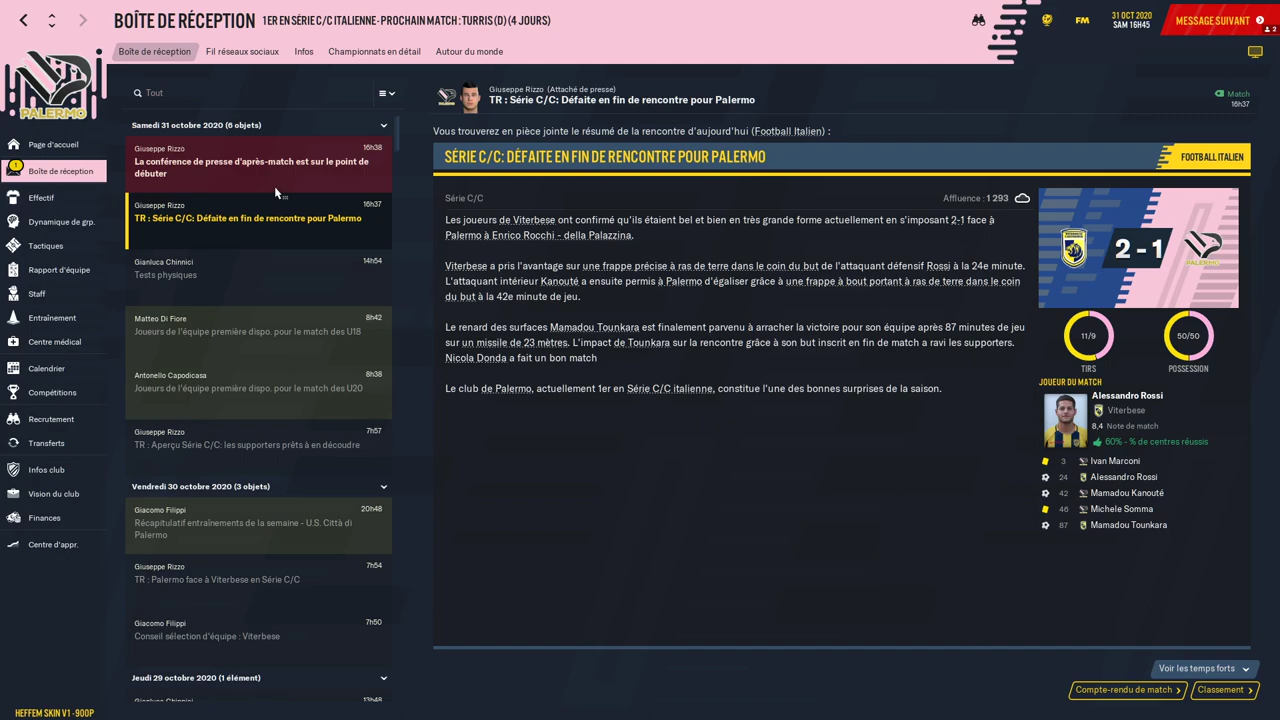 BOÎTE DE RÉCEPTION 1ER EN SÉRIE C/C ITALIENNE - PROCHAIN MATCH : TURRIS (D) (4 JOURS)
FM
31 OCT 2020
SAM 16H45
MESSAGE SUIVANT
2
Boîte de réception
Fil réseaux sociaux
Infos
Championnats en détail
Autour du monde
PALERMO
Page d'accueil
1
Boîte de réception
Effectif
Dynamique de grp.
Tactiques
Rapport d'équipe
Staff
Entraînement
Centre médical
Calendrier
Compétitions
Recrutement
Transferts
Infos club
Vision du club
Finances
Centre d'appr.
HEFFEM SKIN V1 - 900P
Tout
Samedi 31 octobre 2020 (6 objets)
Giuseppe Rizzo 16h38
La conférence de presse d'après-match est sur le point de
débuter
Giuseppe Rizzo 16h37
TR : Série C/C: Défaite en fin de rencontre pour Palermo
Gianluca Chinnici 14h54
Tests physiques
Matteo Di Fiore 8h42
Joueurs de l'équipe première dispo. pour le match des U18
Antonello Capodicasa 8h38
Joueurs de l'équipe première dispo. pour le match des U20
Giuseppe Rizzo 7h57
TR : Aperçu Série C/C: les supporters prêts à en découdre
Vendredi 30 octobre 2020 (3 objets)
Giacomo Filippi 20h48
Récapitulatif entraînements de la semaine - U.S. Città di
Palermo
Giuseppe Rizzo 7h54
TR : Palermo face à Viterbese en Série C/C
Giacomo Filippi 7h50
Conseil sélection d'équipe : Viterbese
Jeudi 29 octobre 2020 (1 élément)
Gianluca Chinnici 13h48
Giuseppe Rizzo (Attaché de presse)
TR : Série C/C: Défaite en fin de rencontre pour Palermo
Match
16h37
Vous trouverez en pièce jointe le résumé de la rencontre d'aujourd'hui (Football Italien) :
SÉRIE C/C: DÉFAITE EN FIN DE RENCONTRE POUR PALERMO
FOOTBALL ITALIEN
Série C/C
Affluence : 1 293
Les joueurs de Viterbese ont confirmé qu'ils étaient bel et bien en très grande forme actuellement en s'imposant 2-1 face à
Palermo à Enrico Rocchi - della Palazzina.
Viterbese a pris l'avantage sur une frappe précise à ras de terre dans le coin du but de l'attaquant défensif Rossi à la 24e minute.
L'attaquant intérieur Kanouté a ensuite permis à Palermo d'égaliser grâce à une frappe à bout portant à ras de terre dans le coin
du but à la 42e minute de jeu.
Le renard des surfaces Mamadou Tounkara est finalement parvenu à arracher la victoire pour son équipe après 87 minutes de jeu
sur un missile de 23 mètres. L'impact de Tounkara sur la rencontre grâce à son but inscrit en fin de match a ravi les supporters.
Nicola Donda a fait un bon match
Le club de Palermo, actuellement 1er en Série C/C italienne, constitue l'une des bonnes surprises de la saison.
2 - 1
PALERMO
11/9
TIRS
50/50
POSSESSION
JOUEUR DU MATCH
Alessandro Rossi
Viterbese
8,4 Note de match
60% - % de centres réussis
3 Ivan Marconi
24 Alessandro Rossi
42 Mamadou Kanouté
46 Michele Somma
87 Mamadou Tounkara
Voir les temps forts
Compte-rendu de match
Classement